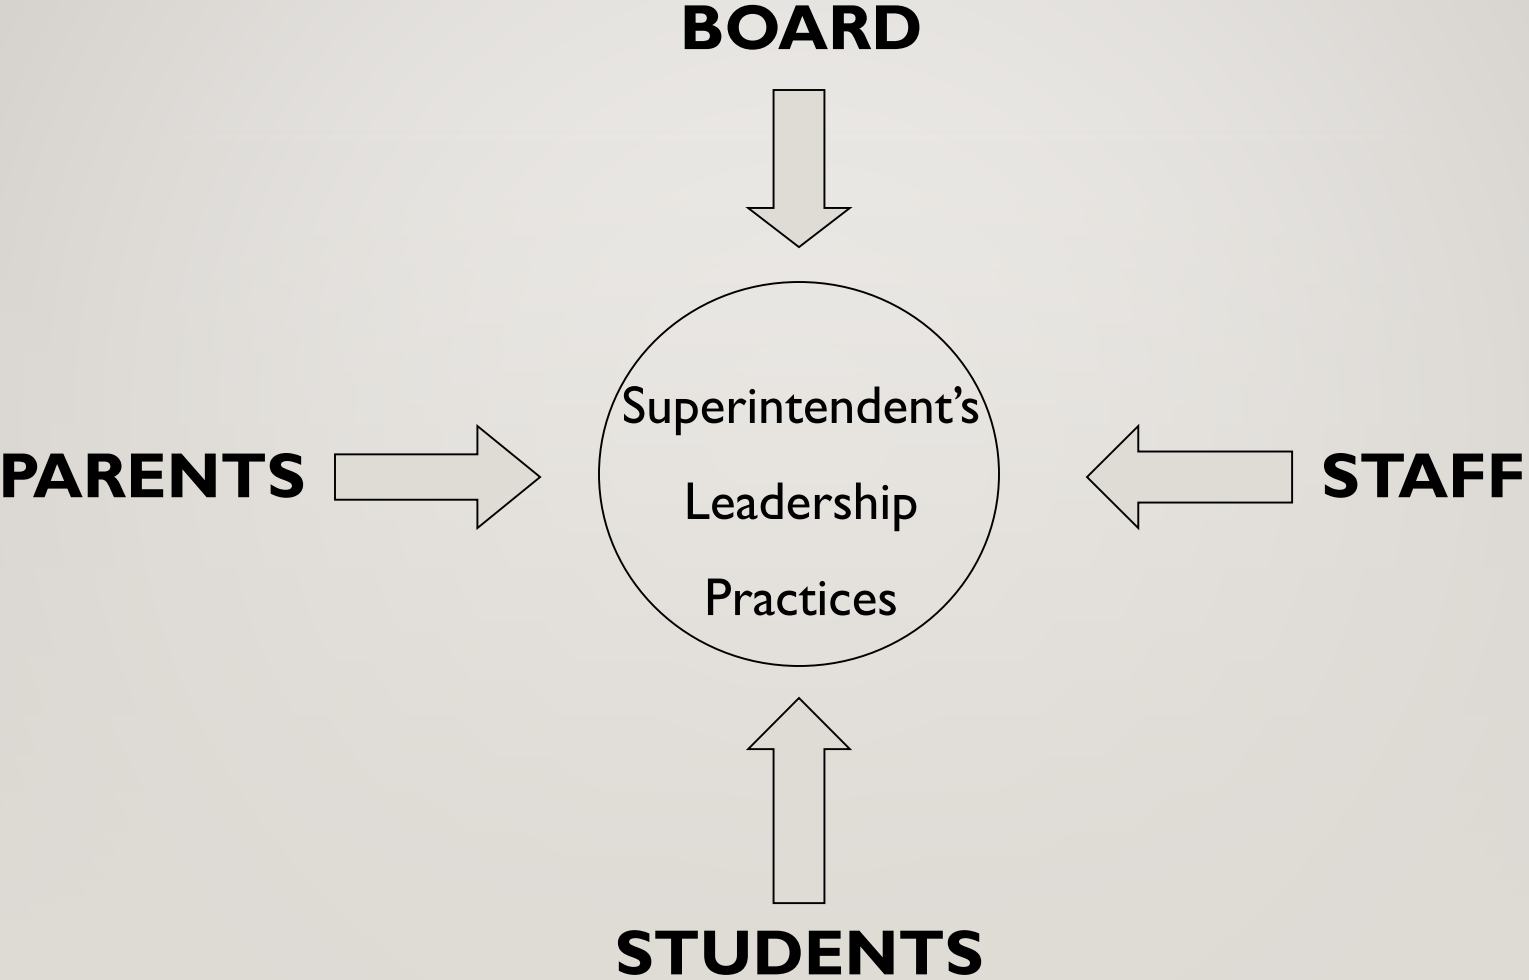 BOARD
Superintendent’s
PARENTS
STAFF
Leadership
Practices
STUDENTS